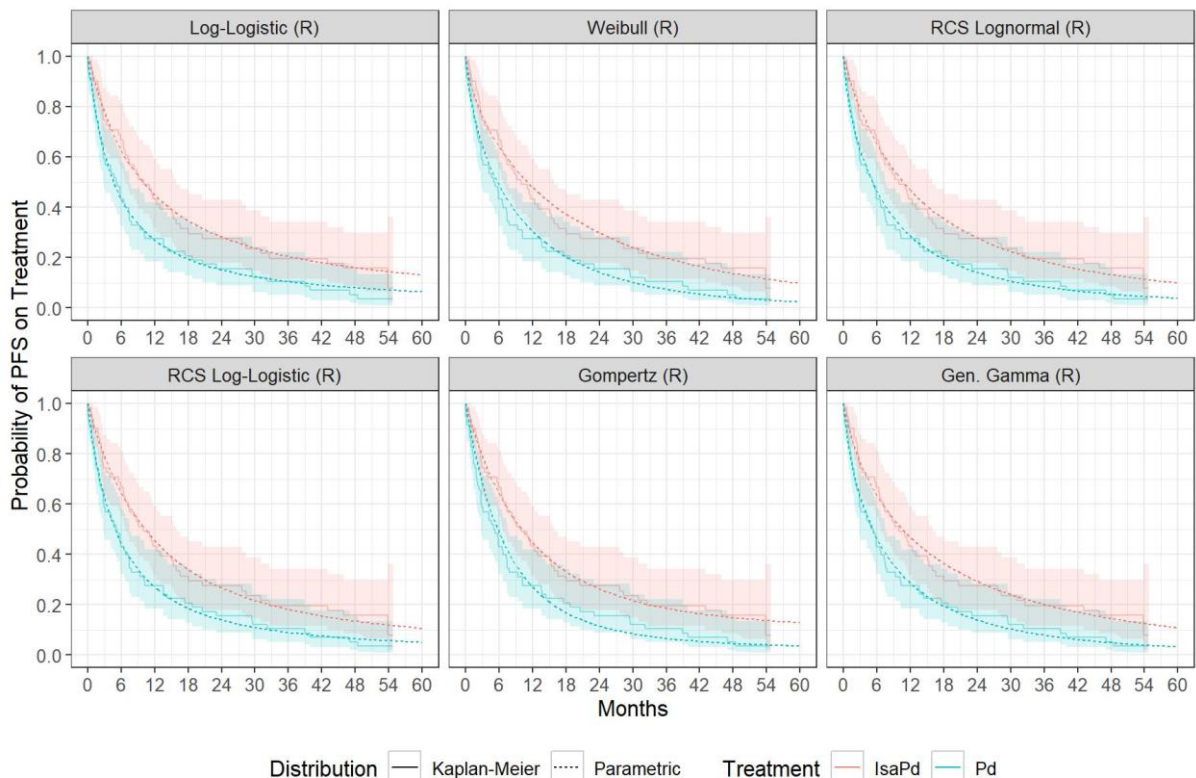 Log-Logistic (R) Weibull (R) RCS Lognormal (R)
1.0
0.8
0.6
0.4
0.2
0.0
0 6 12 18 24 30 36 42 48 54 60 0 6 12 18 24 30 36 42 48 54 60 0 6 12 18 24 30 36 42 48 54 60
Probability of PFS on Treatment
RCS Log-Logistic (R) Gompertz (R) Gen. Gamma (R)
1.0
0.8
0.6
0.4
0.2
0.0
0 6 12 18 24 30 36 42 48 54 60 0 6 12 18 24 30 36 42 48 54 60 0 6 12 18 24 30 36 42 48 54 60
Months
Distribution Kaplan-Meier Parametric Treatment IsaPd Pd